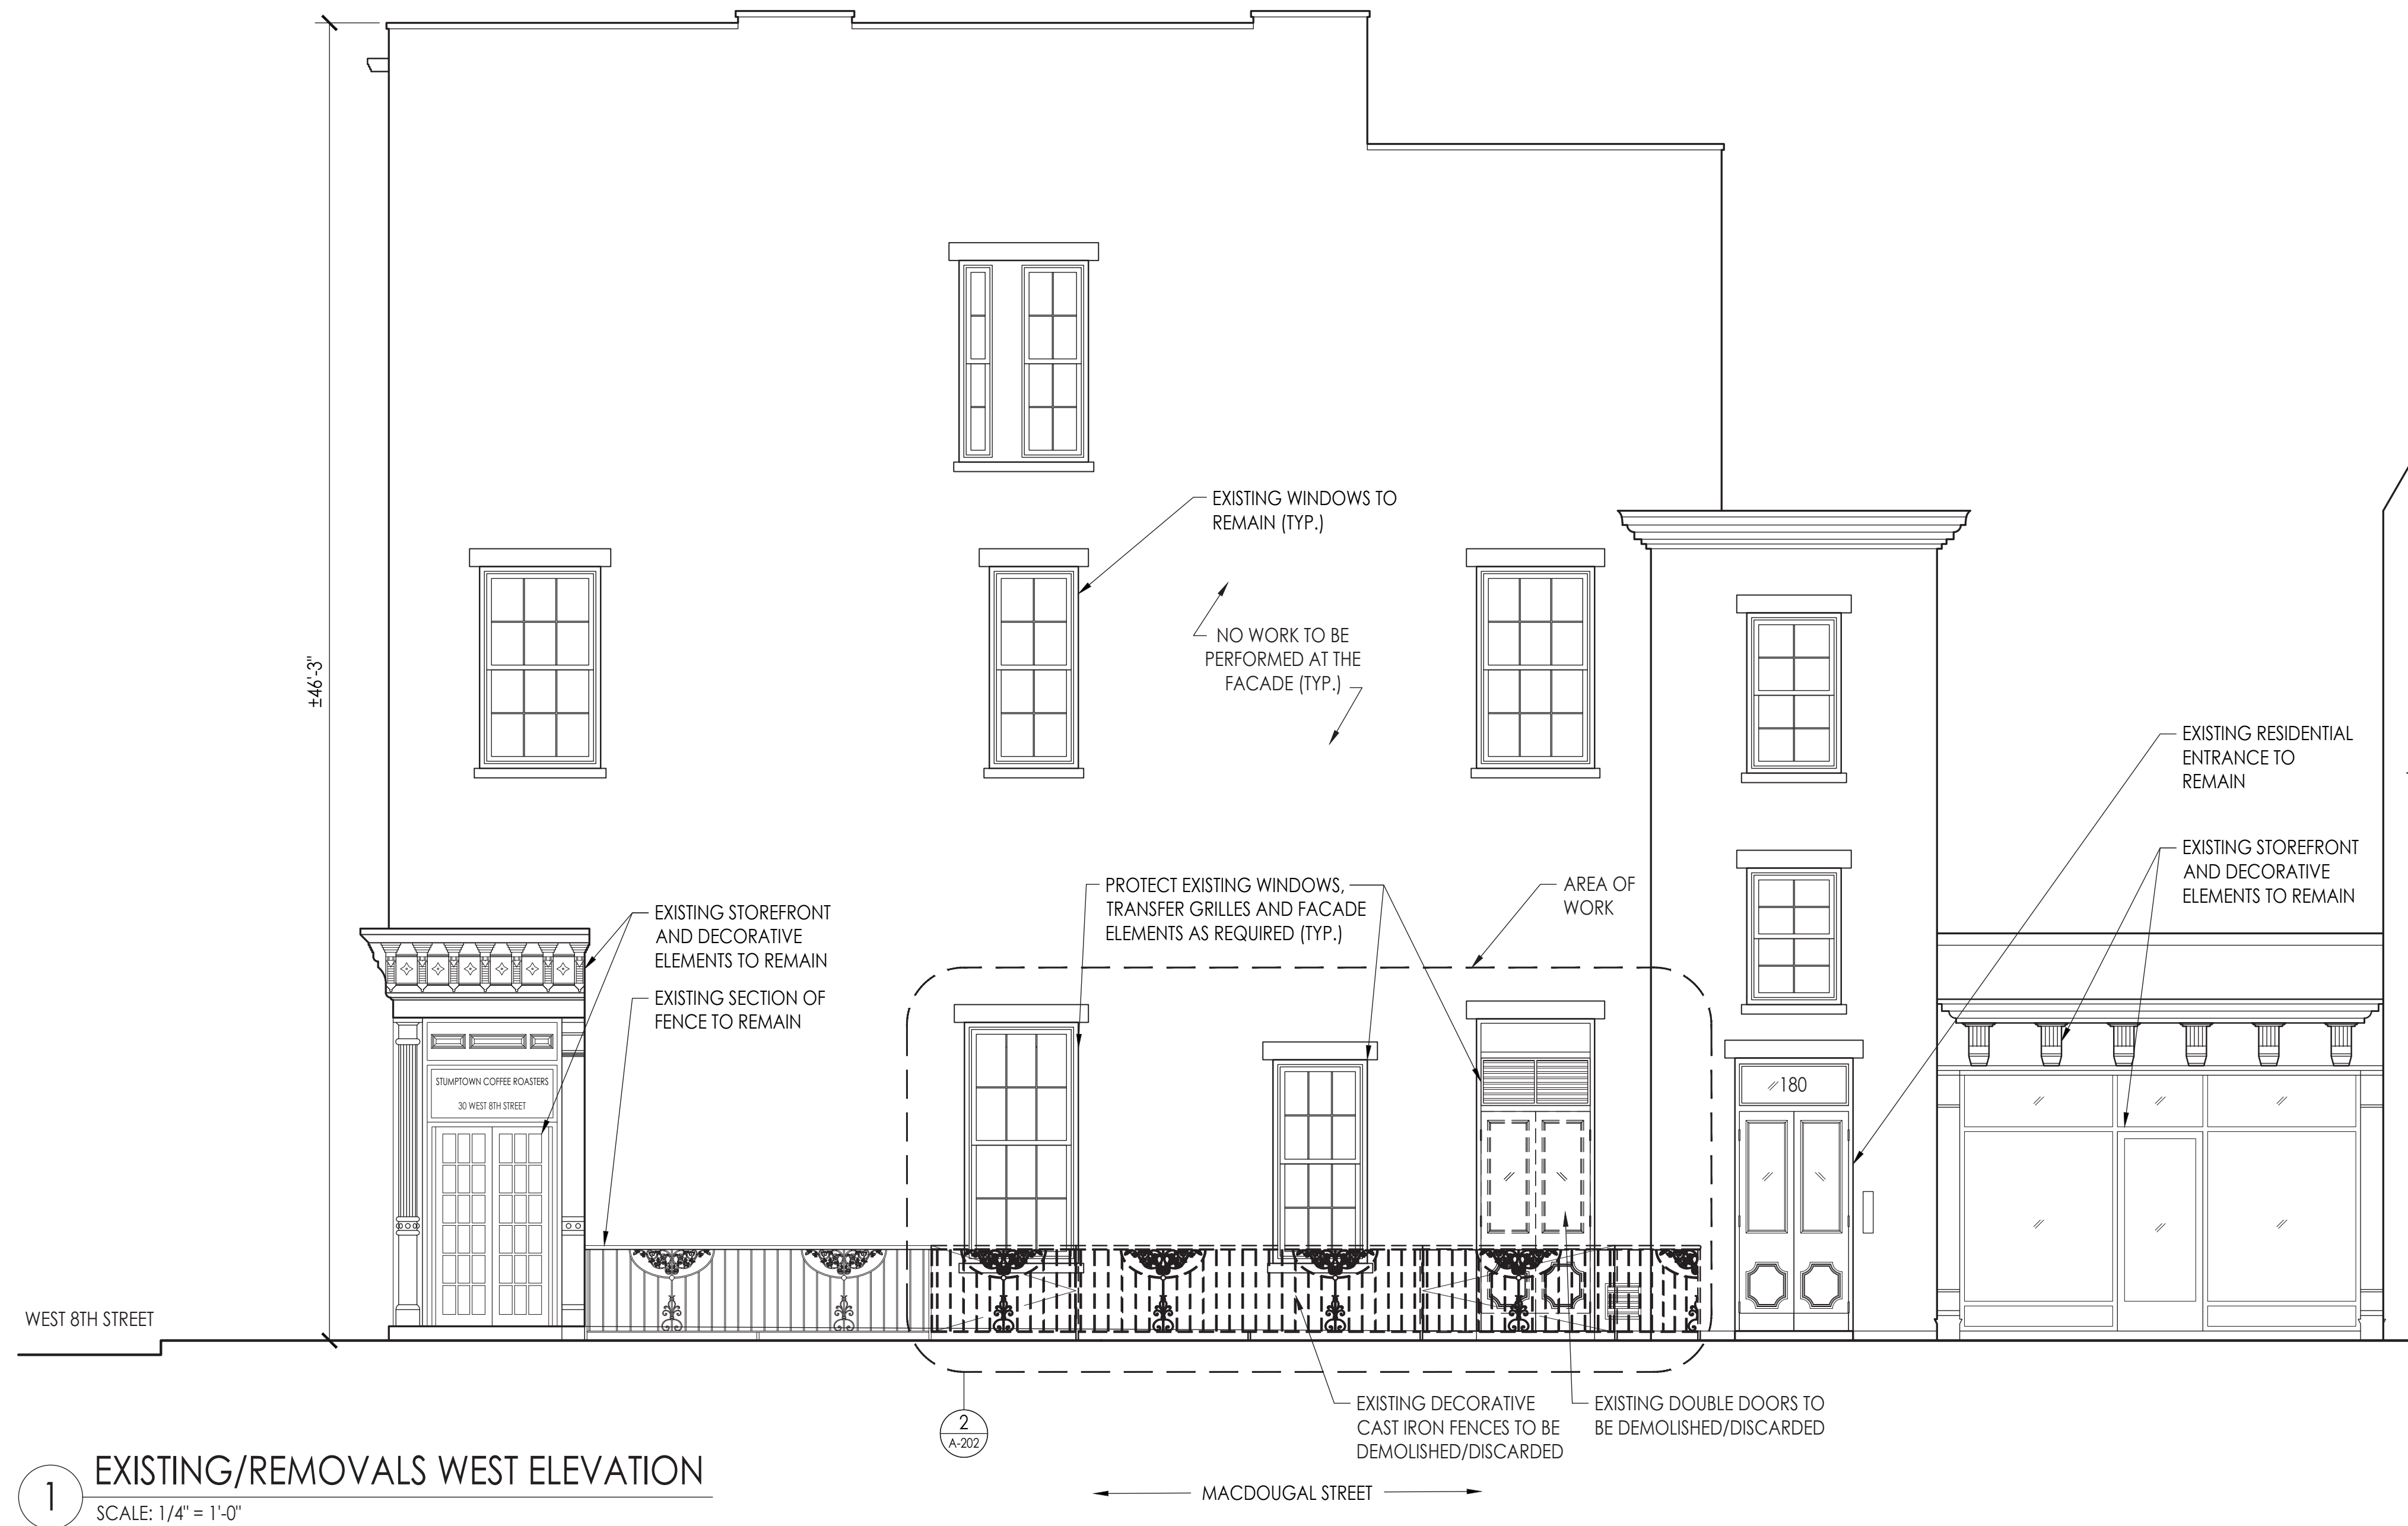 ±46'-3"
EXISTING WINDOWS TO
REMAIN (TYP.)
NO WORK TO BE
PERFORMED AT THE
FACADE (TYP.)
EXISTING RESIDENTIAL
ENTRANCE TO
REMAIN
EXISTING STOREFRONT
AND DECORATIVE
ELEMENTS TO REMAIN
PROTECT EXISTING WINDOWS,
TRANSFER GRILLES AND FACADE
ELEMENTS AS REQUIRED (TYP.)
AREA OF
WORK
EXISTING STOREFRONT
AND DECORATIVE
ELEMENTS TO REMAIN
EXISTING SECTION OF
FENCE TO REMAIN
STUMPTOWN COFFEE ROASTERS
30 WEST 8TH STREET
180
WEST 8TH STREET
EXISTING DECORATIVE
CAST IRON FENCES TO BE
DEMOLISHED/DISCARDED
EXISTING DOUBLE DOORS TO
BE DEMOLISHED/DISCARDED
2
A-202
MACDOUGAL STREET
1
EXISTING/REMOVALS WEST ELEVATION
SCALE: 1/4" = 1'-0"